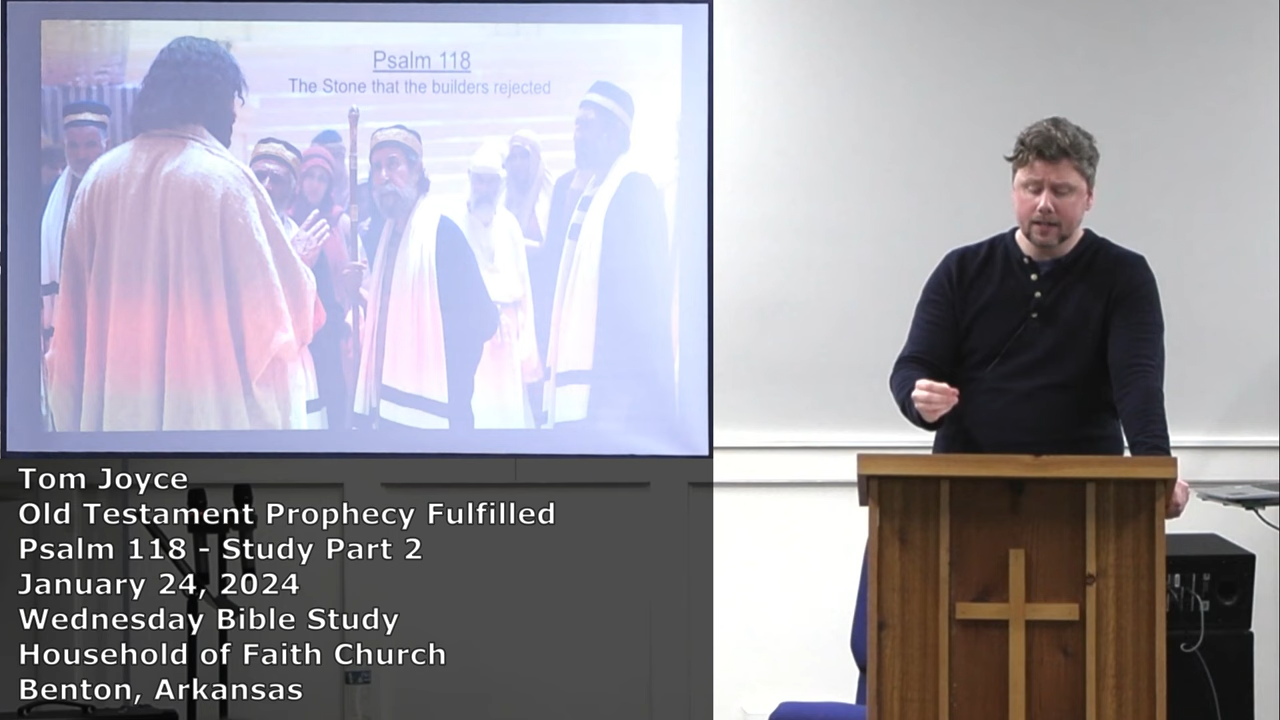 Psalm 118
The Stone that the builders rejected
Tom Joyce
Old Testament Prophecy Fulfilled
Psalm 118 - Study Part 2
January 24, 2024
Wednesday Bible Study
Household of Faith Church
Benton, Arkansas